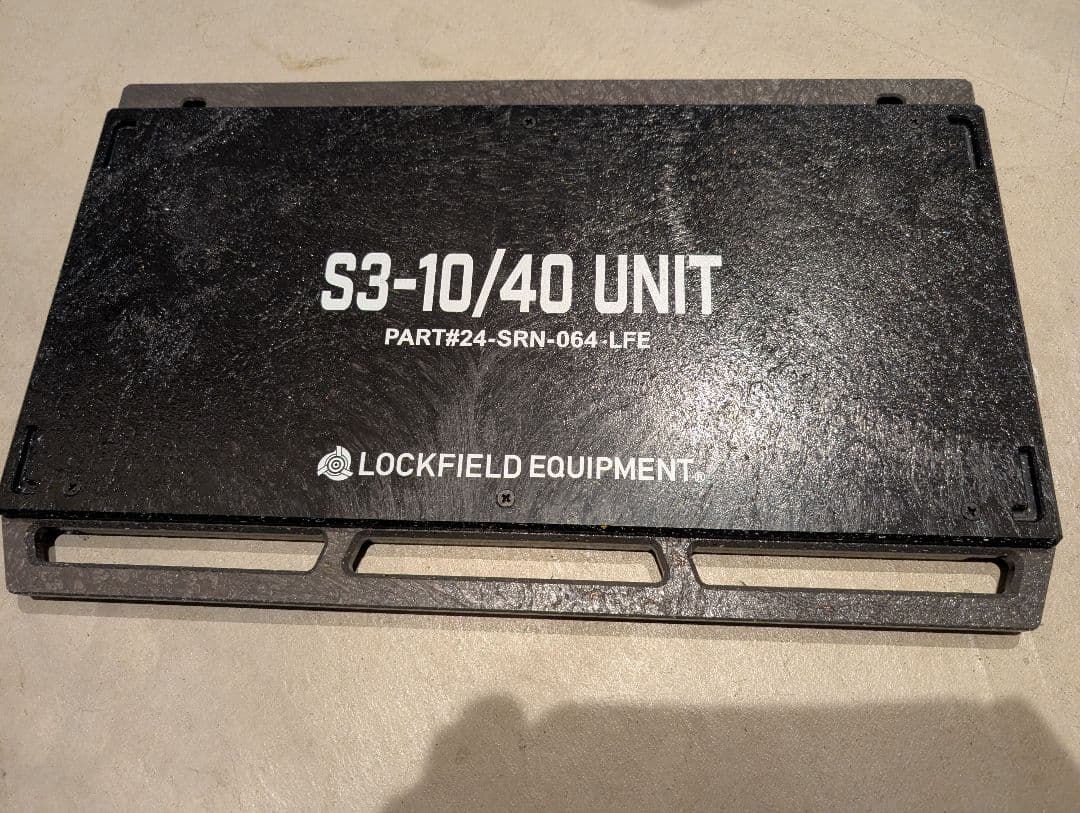 S3-10/40 UNIT
PART#24-SRN-064-LFE
LOCKFIELD EQUIPMENT®